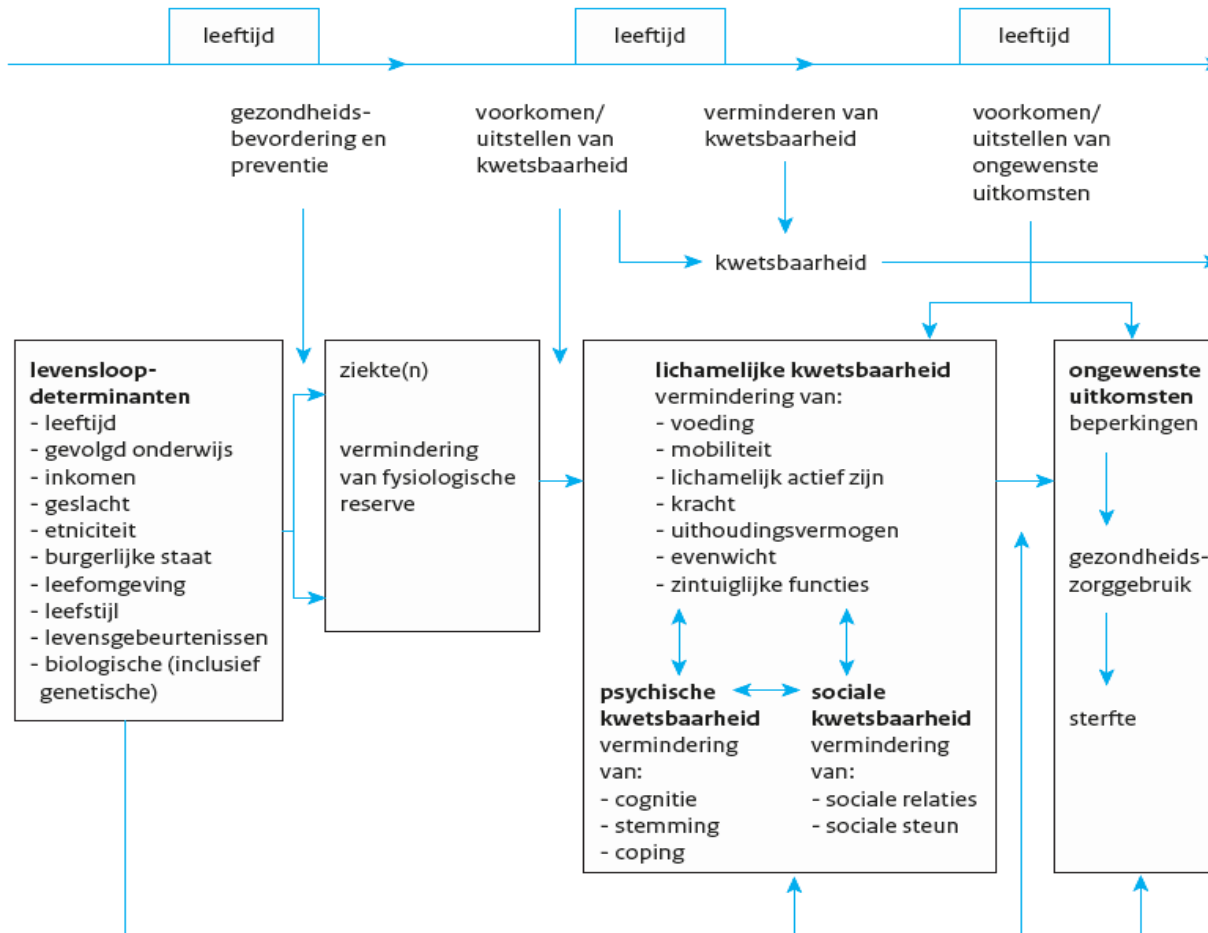 leeftijd
leeftijd
leeftijd
gezondheids-
bevordering en
preventie
voorkomen/
uitstellen van
kwetsbaarheid
verminderen van
kwetsbaarheid
voorkomen/
uitstellen van
ongewenste
uitkomsten
kwetsbaarheid
levensloop-
determinanten
- leeftijd
- gevolgd onderwijs
- inkomen
- geslacht
- etniciteit
- burgerlijke staat
- leefomgeving
- leefstijl
- levensgebeurtenissen
- biologische (inclusief
genetische)
ziekte(n)
vermindering
van fysiologische
reserve
lichamelijke kwetsbaarheid
vermindering van:
- voeding
- mobiliteit
- lichamelijk actief zijn
- kracht
- uithoudingsvermogen
- evenwicht
- zintuiglijke functies
psychische
kwetsbaarheid
vermindering
van:
- cognitie
- stemming
- coping
sociale
kwetsbaarheid
vermindering
van:
- sociale relaties
- sociale steun
ongewenste
uitkomsten
beperkingen
gezondheids-
zorggebruik
sterfte